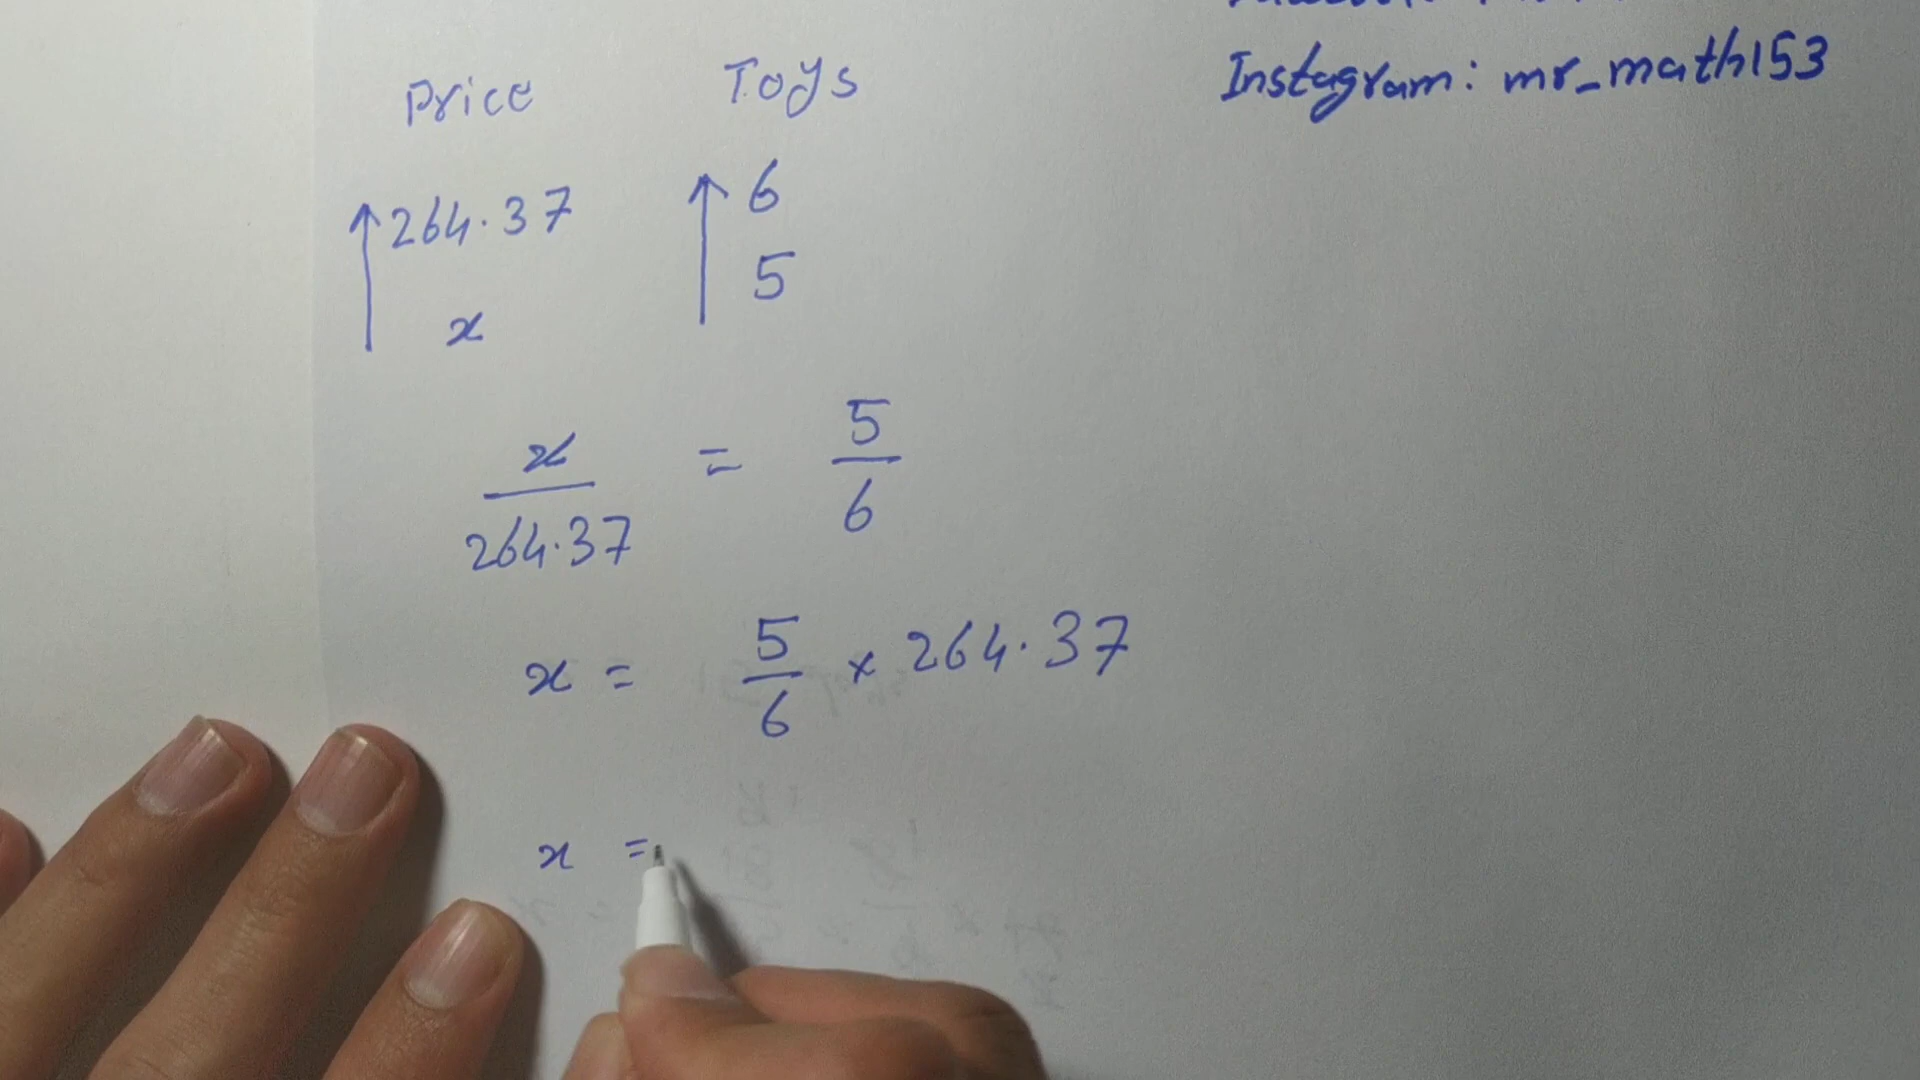 Instagram: mr_math153
Price Toys
264.37 6
x 5
x/264.37 = 5/6
x = 5/6 × 264.37
x =